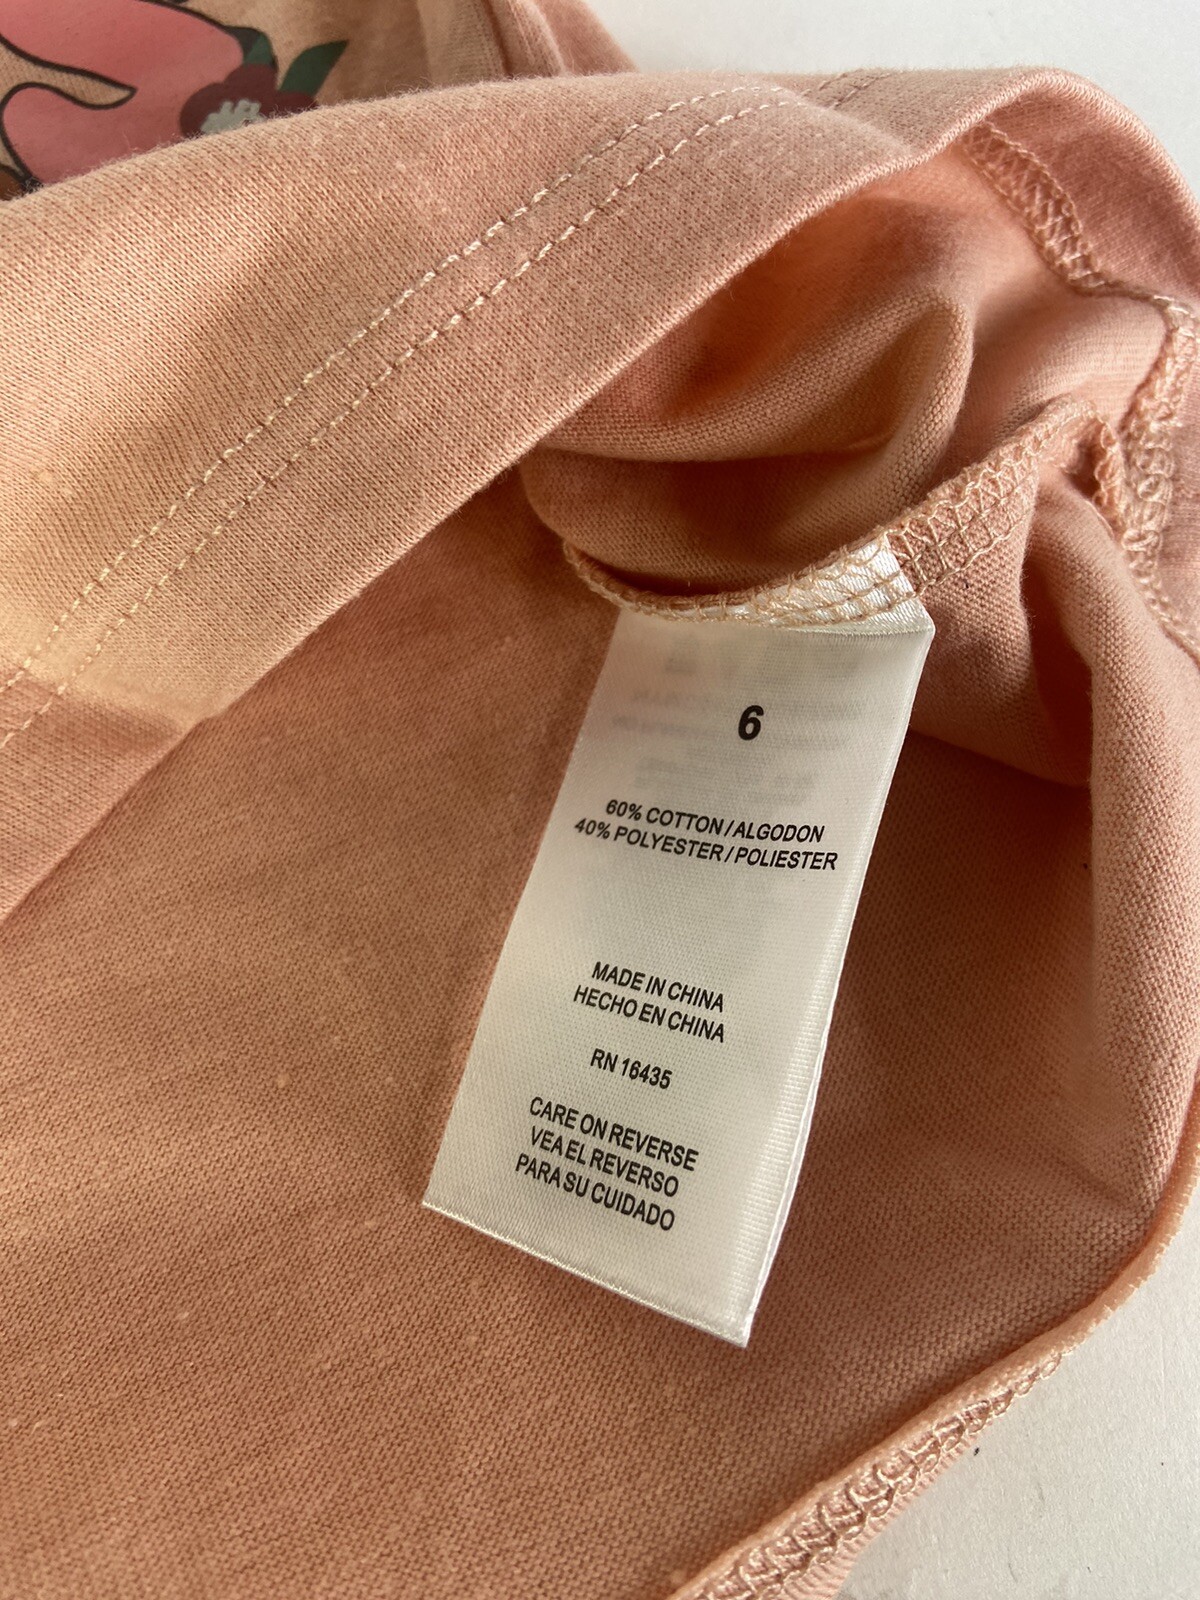 6
60% COTTON/ALGODON
40% POLYESTER/POLIESTER
MADE IN CHINA
HECHO EN CHINA
RN 16435
CARE ON REVERSE
VEA EL REVERSO
PARA SU CUIDADO